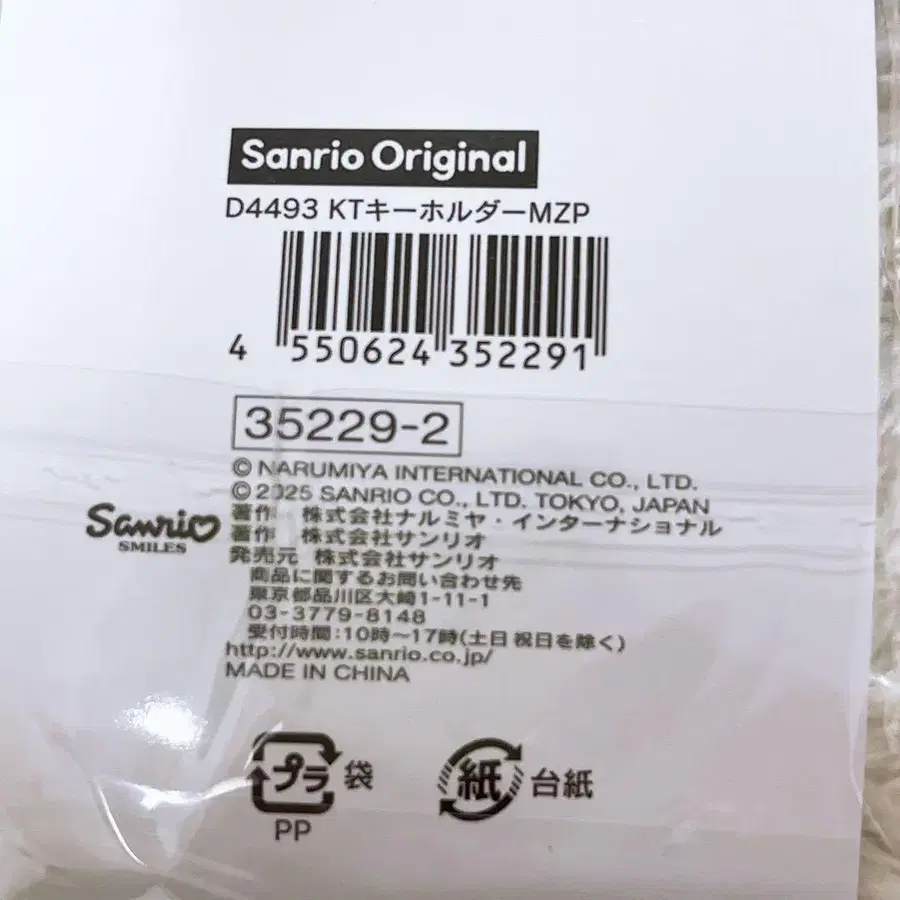 Sanrio Original
D4493 KTキーホルダーMZP
4 550624 352291
35229-2
© NARUMIYA INTERNATIONAL CO., LTD.
© 2025 SANRIO CO., LTD. TOKYO, JAPAN
著作 株式会社ナルミヤ・インターナショナル
著作 株式会社サンリオ
発売元 株式会社サンリオ
Sanrio
SMILES
商品に関するお問い合わせ先
東京都品川区大崎1-11-1
03-3779-8148
受付時間:10時〜17時(土日祝日を除く)
http://www.sanrio.co.jp/
MADE IN CHINA
プラ 袋
PP
紙 台紙